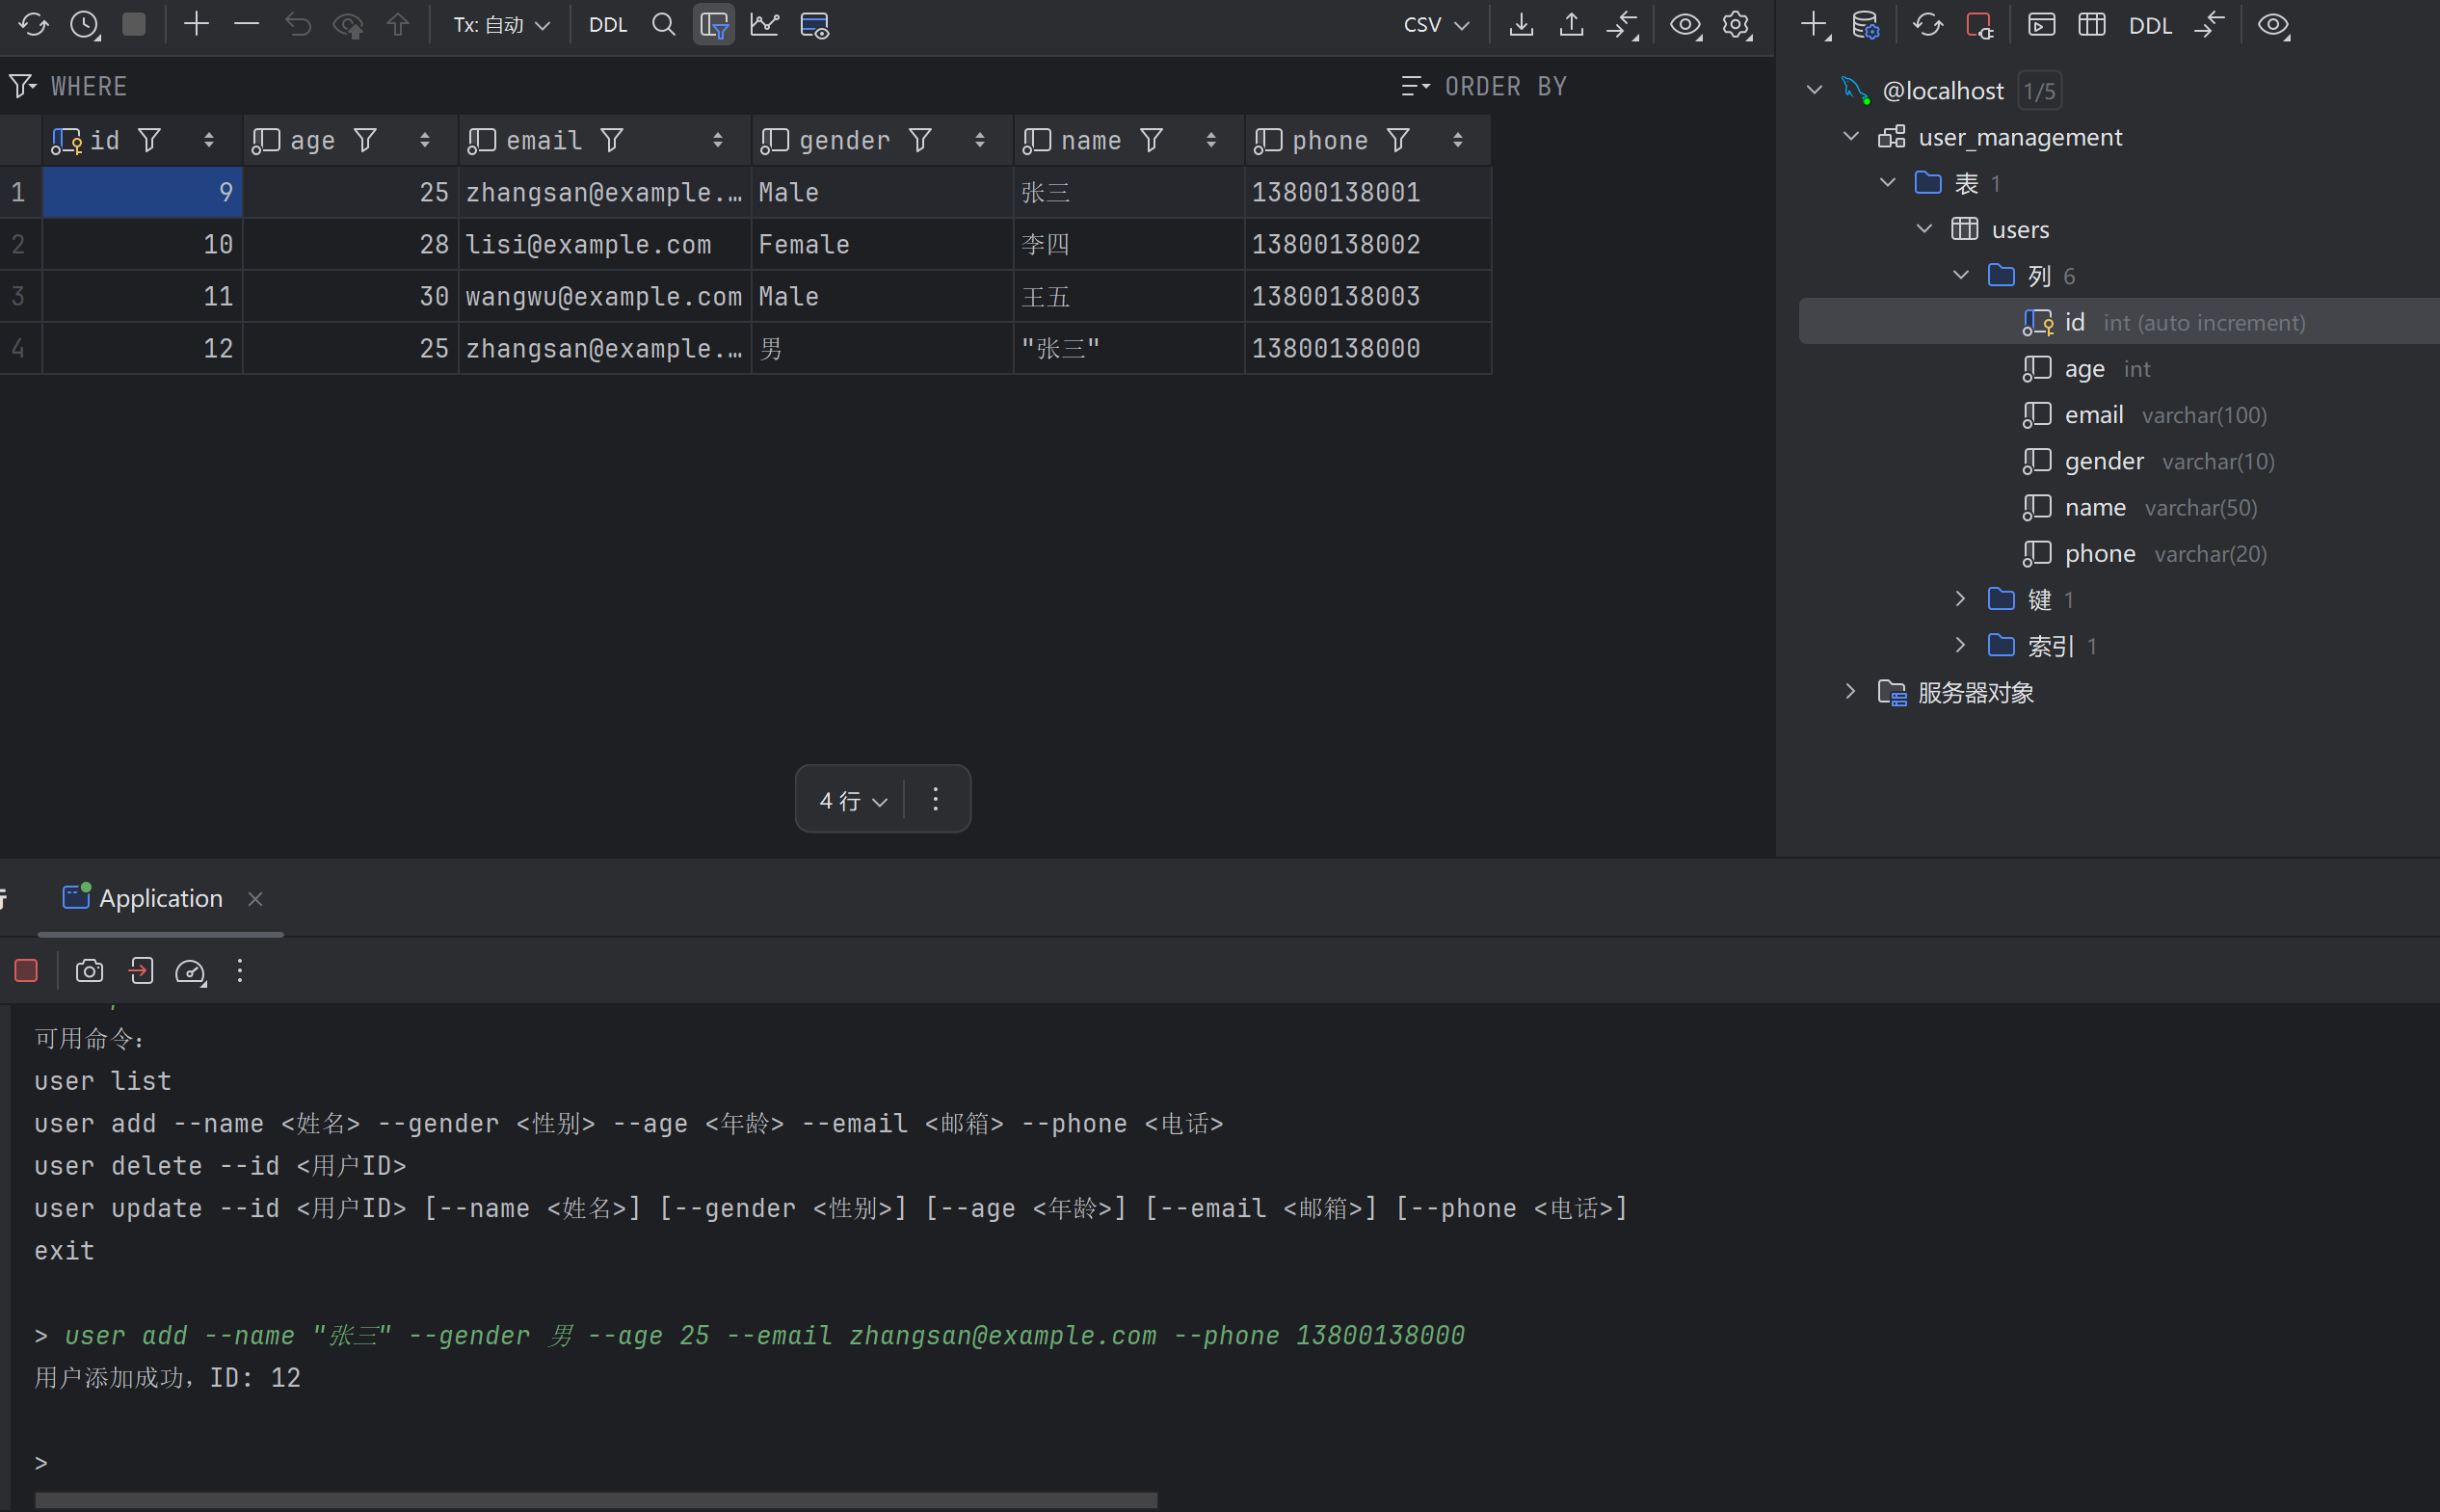 Tx: 自动 DDL CSV DDL
WHERE ORDER BY
id age email gender name phone
1 9 25 zhangsan@example.… Male 张三 13800138001
2 10 28 lisi@example.com Female 李四 13800138002
3 11 30 wangwu@example.com Male 王五 13800138003
4 12 25 zhangsan@example.… 男 "张三" 13800138000
4 行
@localhost 1/5
user_management
表 1
users
列 6
id int (auto increment)
age int
email varchar(100)
gender varchar(10)
name varchar(50)
phone varchar(20)
键 1
索引 1
服务器对象
Application
可用命令：
user list
user add --name <姓名> --gender <性别> --age <年龄> --email <邮箱> --phone <电话>
user delete --id <用户ID>
user update --id <用户ID> [--name <姓名>] [--gender <性别>] [--age <年龄>] [--email <邮箱>] [--phone <电话>]
exit
> user add --name "张三" --gender 男 --age 25 --email zhangsan@example.com --phone 13800138000
用户添加成功，ID: 12
>